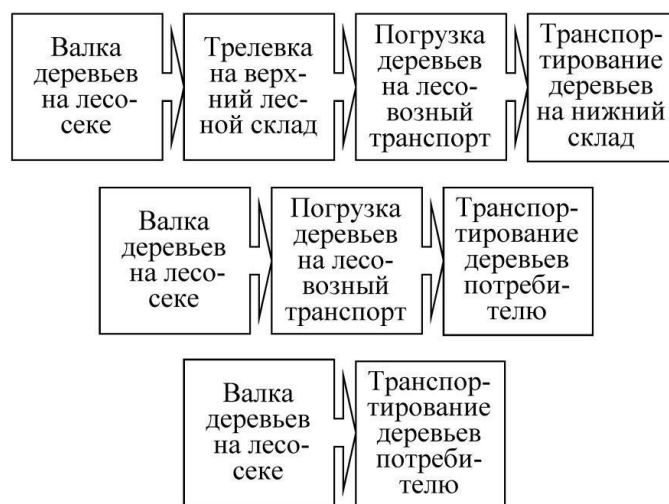 Валка
деревьев
на лесо-
секе
Трелевка
на верх-
ний лес-
ной склад
Погрузка
деревьев
на лесо-
возный
транспорт
Транспор-
тирование
деревьев
на нижний
склад
Валка
деревьев
на лесо-
секе
Погрузка
деревьев
на лесо-
возный
транспорт
Транспор-
тирование
деревьев
потреби-
телю
Валка
деревьев
на лесо-
секе
Транспор-
тирование
деревьев
потреби-
телю